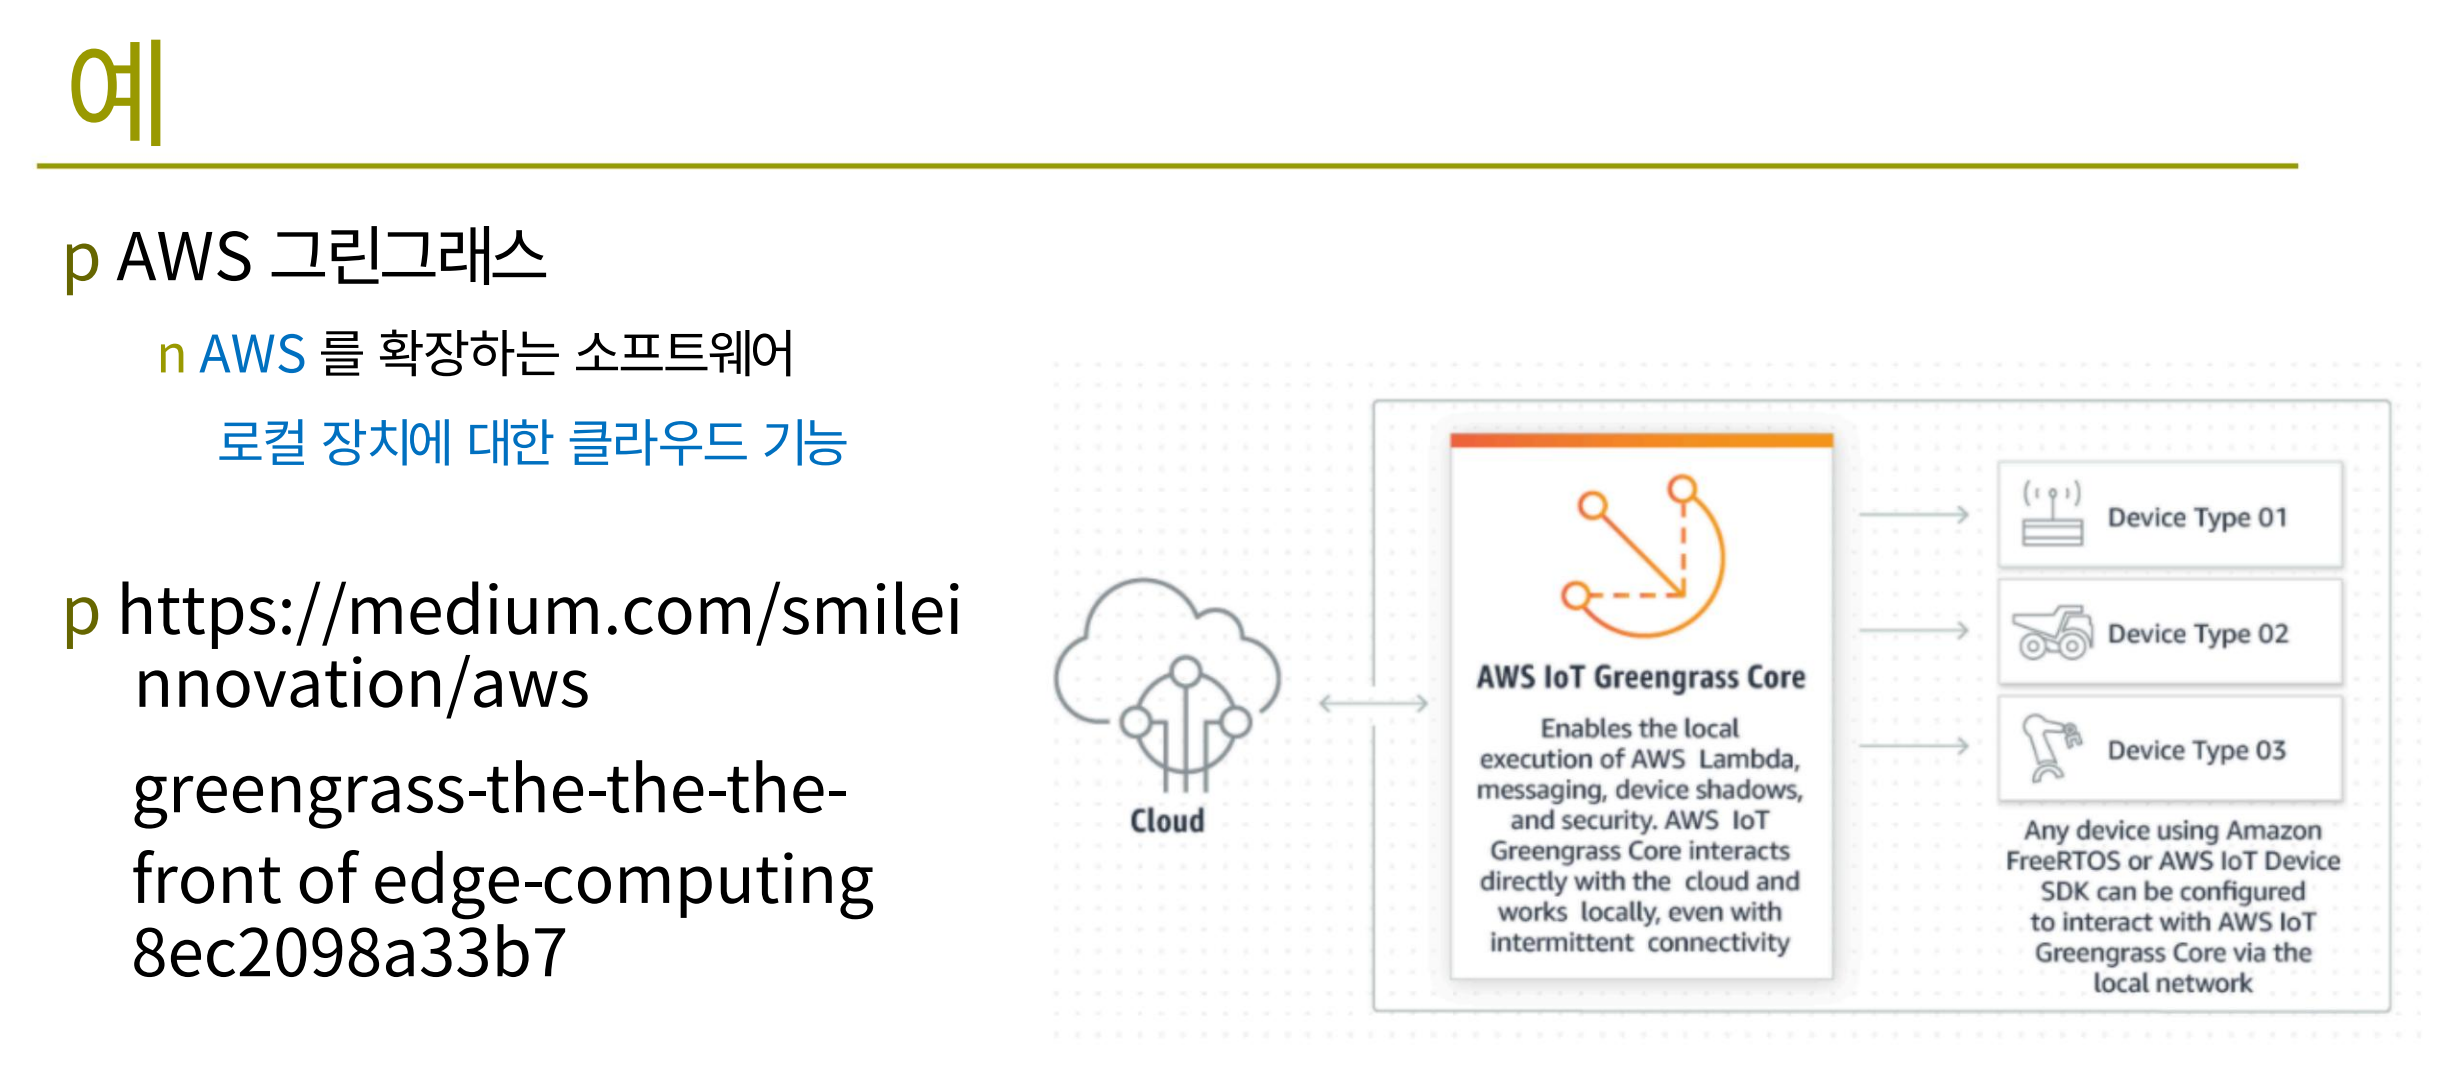 예
p AWS 그린그래스
n AWS 를 확장하는 소프트웨어
로컬 장치에 대한 클라우드 기능
p https://medium.com/smilei
nnovation/aws
greengrass-the-the-the-
front of edge-computing
8ec2098a33b7
Cloud
AWS IoT Greengrass Core
Enables the local
execution of AWS Lambda,
messaging, device shadows,
and security. AWS IoT
Greengrass Core interacts
directly with the cloud and
works locally, even with
intermittent connectivity
Device Type 01
Device Type 02
Device Type 03
Any device using Amazon
FreeRTOS or AWS IoT Device
SDK can be configured
to interact with AWS IoT
Greengrass Core via the
local network